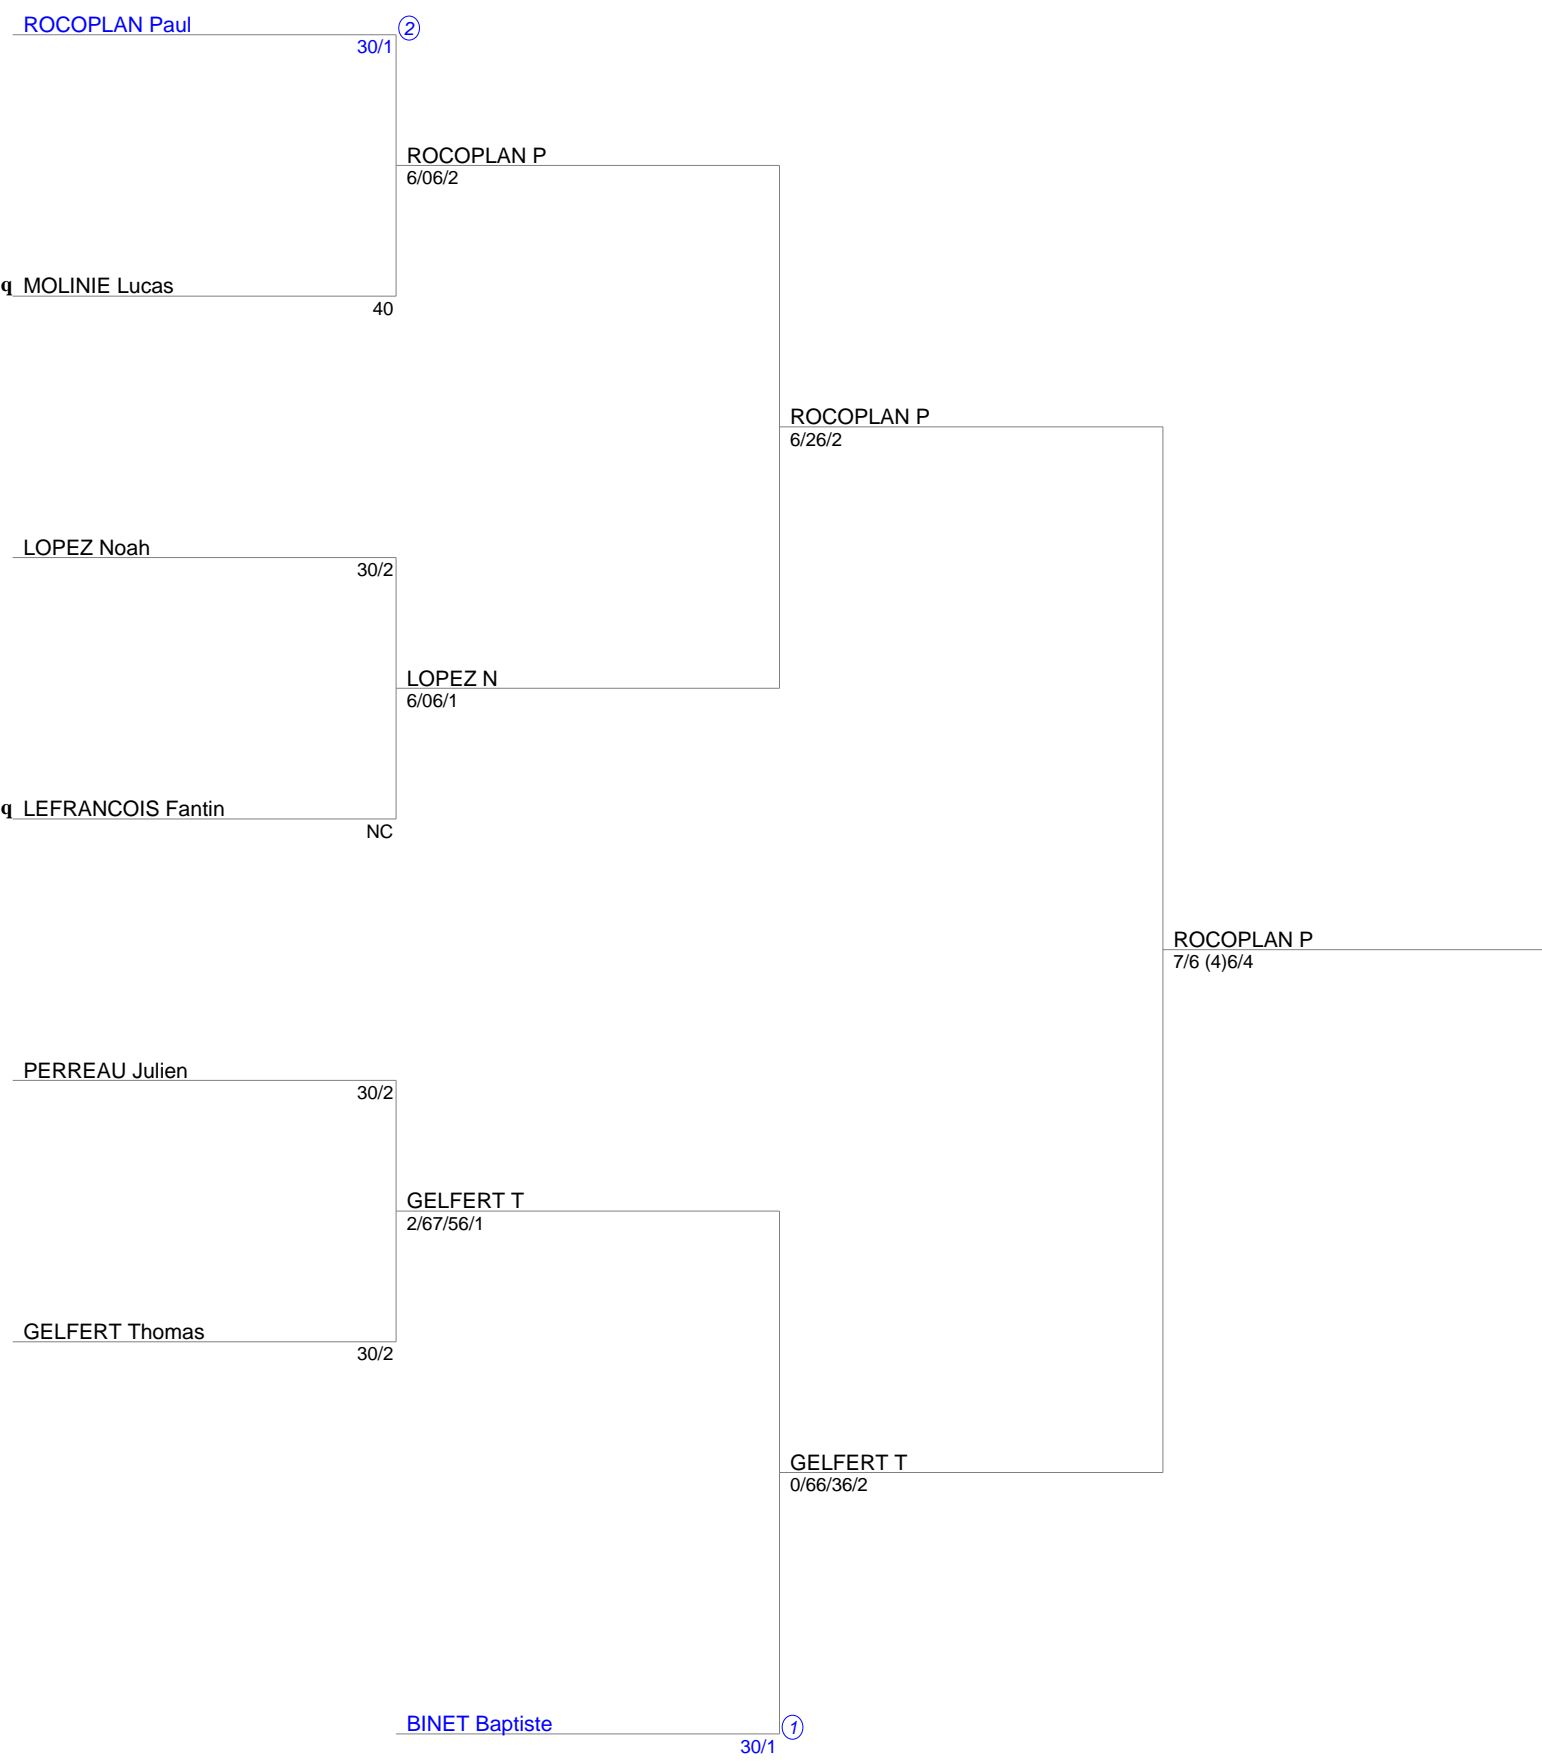 ROCOPLAN Paul
2
30/1
ROCOPLAN P
6/06/2
q MOLINIE Lucas
40
ROCOPLAN P
6/26/2
LOPEZ Noah
30/2
LOPEZ N
6/06/1
q LEFRANCOIS Fantin
NC
ROCOPLAN P
7/6 (4)6/4
PERREAU Julien
30/2
GELFERT T
2/67/56/1
GELFERT Thomas
30/2
GELFERT T
0/66/36/2
BINET Baptiste
1
30/1